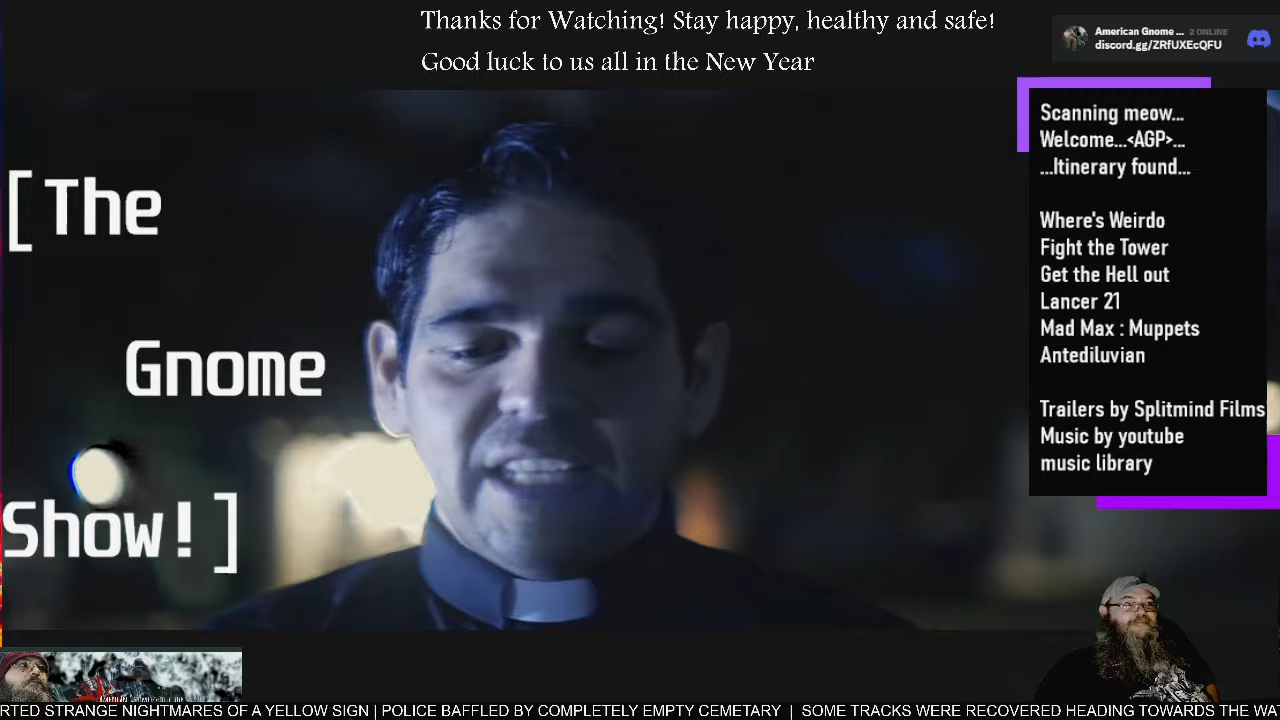 Thanks for Watching! Stay happy, healthy and safe!
Good luck to us all in the New Year
American Gnome ... 2 ONLINE
discord.gg/ZRfUXEcQFU
[The
Gnome
Show!]
Scanning meow...
Welcome...<AGP>...
...Itinerary found...
Where's Weirdo
Fight the Tower
Get the Hell out
Lancer 21
Mad Max : Muppets
Antediluvian
Trailers by Splitmind Films
Music by youtube
music library
RTED STRANGE NIGHTMARES OF A YELLOW SIGN | POLICE BAFFLED BY COMPLETELY EMPTY CEMETARY | SOME TRACKS WERE RECOVERED HEADING TOWARDS THE WA